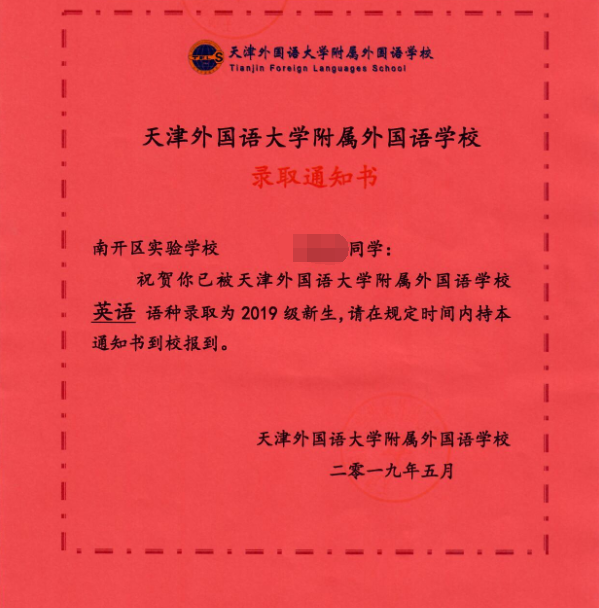 天津外国语大学附属外国语学校
Tianjin Foreign Languages School
天津外国语大学附属外国语学校
录取通知书
南开区实验学校 同学：
祝贺你已被天津外国语大学附属外国语学校
英语 语种录取为 2019 级新生,请在规定时间内持本
通知书到校报到。
天津外国语大学附属外国语学校
二零一九年五月